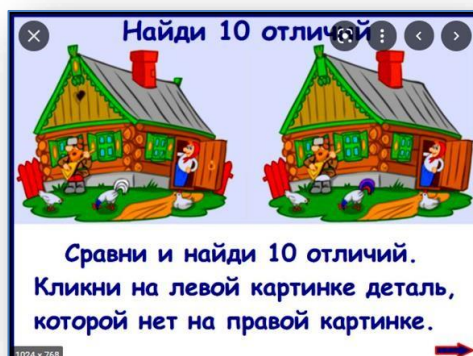 Найди 10 отличий
Сравни и найди 10 отличий.
Кликни на левой картинке деталь,
которой нет на правой картинке.
1024 x 768